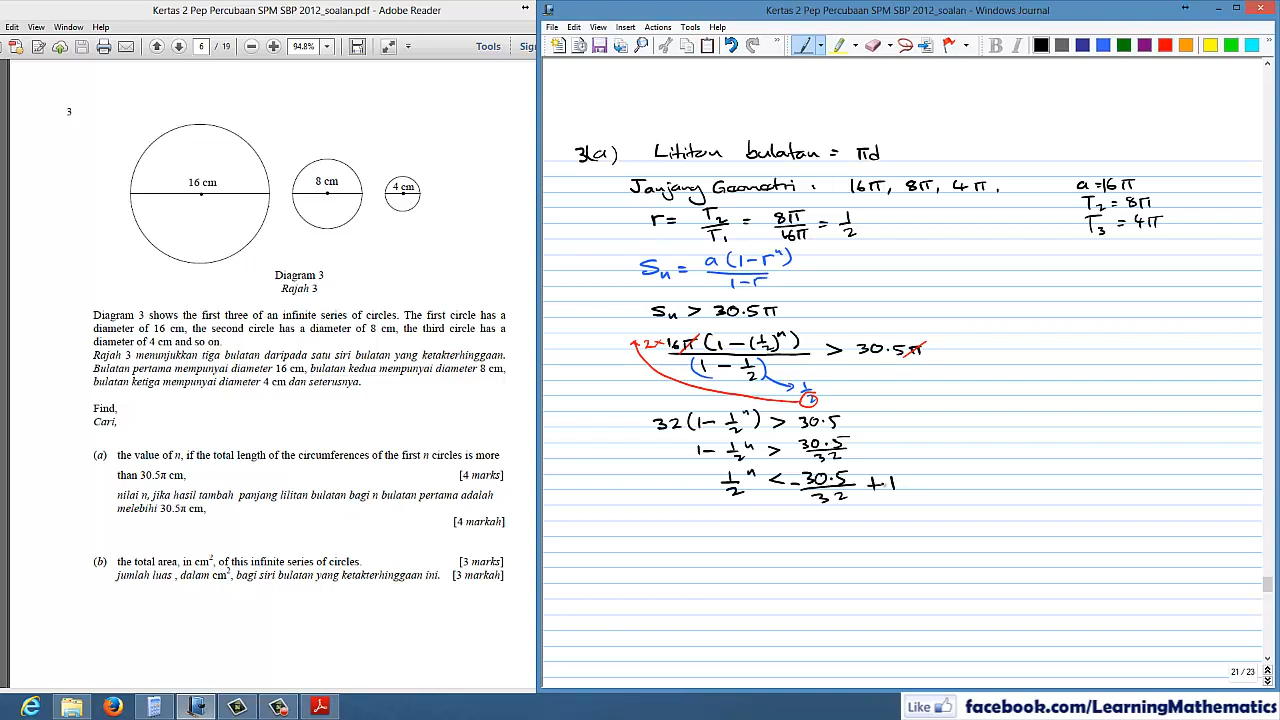 Kertas 2 Pep Percubaan SPM SBP 2012_soalan.pdf - Adobe Reader
Edit View Window Help
6 / 19 94.8% Tools
3
16 cm 8 cm 4 cm
Diagram 3
Rajah 3
Diagram 3 shows the first three of an infinite series of circles. The first circle has a
diameter of 16 cm, the second circle has a diameter of 8 cm, the third circle has a
diameter of 4 cm and so on.
Rajah 3 menunjukkan tiga bulatan daripada satu siri bulatan yang ketakterhinggaan.
Bulatan pertama mempunyai diameter 16 cm, bulatan kedua mempunyai diameter 8 cm,
bulatan ketiga mempunyai diameter 4 cm dan seterusnya.
Find,
Cari,
(a) the value of n, if the total length of the circumferences of the first n circles is more
than 30.5π cm, [4 marks]
nilai n, jika hasil tambah panjang lilitan bulatan bagi n bulatan pertama adalah
melebihi 30.5π cm,
[4 markah]
(b) the total area, in cm², of this infinite series of circles. [3 marks]
jumlah luas , dalam cm², bagi siri bulatan yang ketakterhinggaan ini. [3 markah]
Kertas 2 Pep Percubaan SPM SBP 2012_soalan - Windows Journal
File Edit View Insert Actions Tools Help
3(a) Lilitan bulatan = πd
Janjang Geometri : 16π, 8π, 4π, a = 16π
T₂ = 8π
T₃ = 4π
r = T₂/T₁ = 8π/16π = 1/2
Sₙ = a(1-rⁿ)/1-r
Sₙ > 30.5π
2× 16π(1-(1/2)ⁿ)/(1 - 1/2) > 30.5π
1/2
32(1 - 1/2ⁿ) > 30.5
1 - 1/2ⁿ > 30.5/32
1/2ⁿ < -30.5/32 + 1
21 / 23
Like facebook.com/LearningMathematics